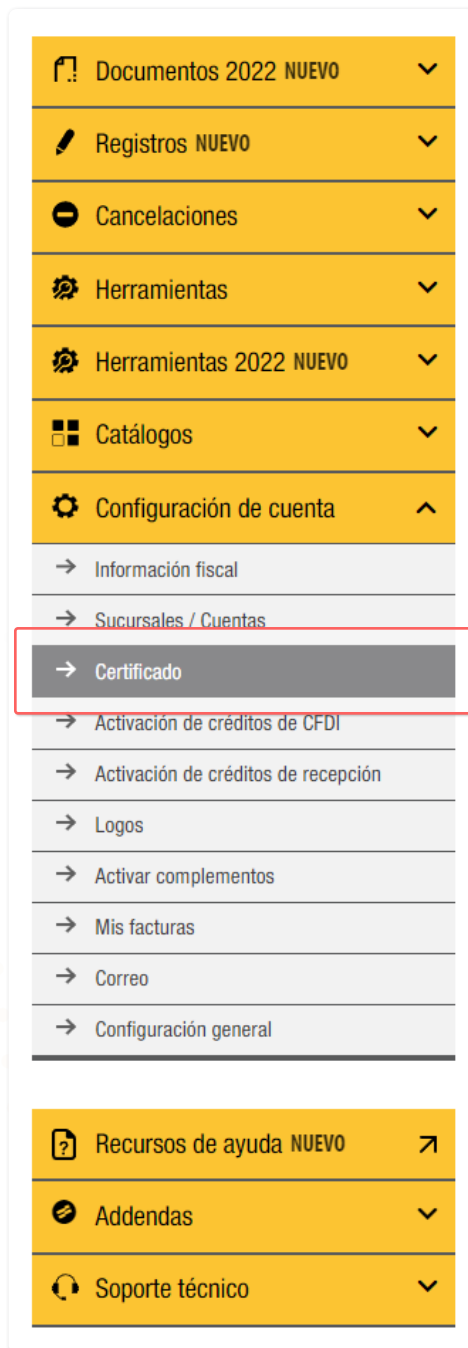 Documentos 2022 NUEVO
Registros NUEVO
Cancelaciones
Herramientas
Herramientas 2022 NUEVO
Catálogos
Configuración de cuenta
Información fiscal
Sucursales / Cuentas
Certificado
Activación de créditos de CFDI
Activación de créditos de recepción
Logos
Activar complementos
Mis facturas
Correo
Configuración general
Recursos de ayuda NUEVO
Addendas
Soporte técnico